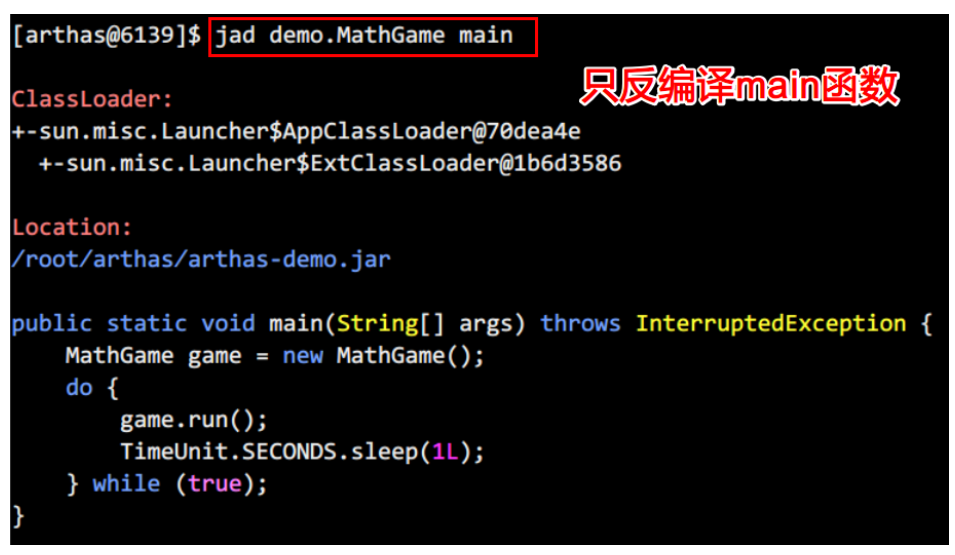 [arthas@6139]$ jad demo.MathGame main
只反编译main函数
ClassLoader:
+-sun.misc.Launcher$AppClassLoader@70dea4e
  +-sun.misc.Launcher$ExtClassLoader@1b6d3586
Location:
/root/arthas/arthas-demo.jar
public static void main(String[] args) throws InterruptedException {
    MathGame game = new MathGame();
    do {
        game.run();
        TimeUnit.SECONDS.sleep(1L);
    } while (true);
}